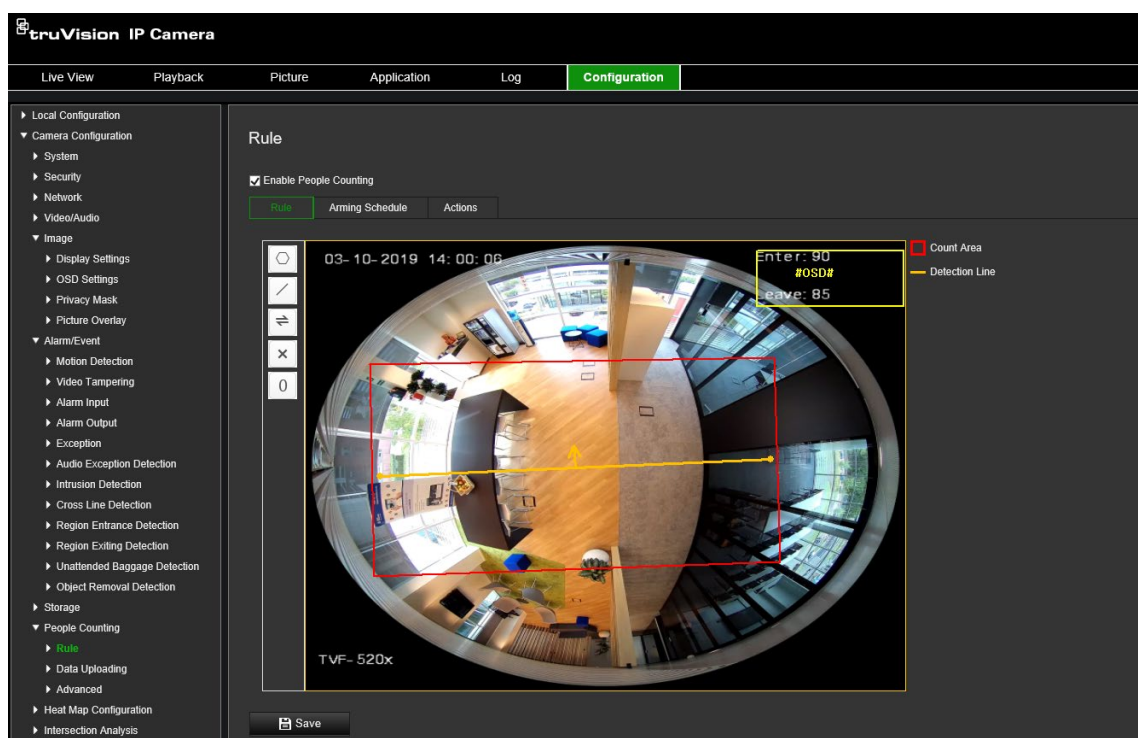 truVision IP Camera
Live View Playback Picture Application Log Configuration
Local Configuration
Camera Configuration
System
Security
Network
Video/Audio
Image
Display Settings
OSD Settings
Privacy Mask
Picture Overlay
Alarm/Event
Motion Detection
Video Tampering
Alarm Input
Alarm Output
Exception
Audio Exception Detection
Intrusion Detection
Cross Line Detection
Region Entrance Detection
Region Exiting Detection
Unattended Baggage Detection
Object Removal Detection
Storage
People Counting
Rule
Data Uploading
Advanced
Heat Map Configuration
Intersection Analysis
Rule
Enable People Counting
Rule Arming Schedule Actions
03-10-2019 14:00:06
Enter: 90
#OSD#
Leave: 85
0
TVF-520x
Count Area
Detection Line
Save